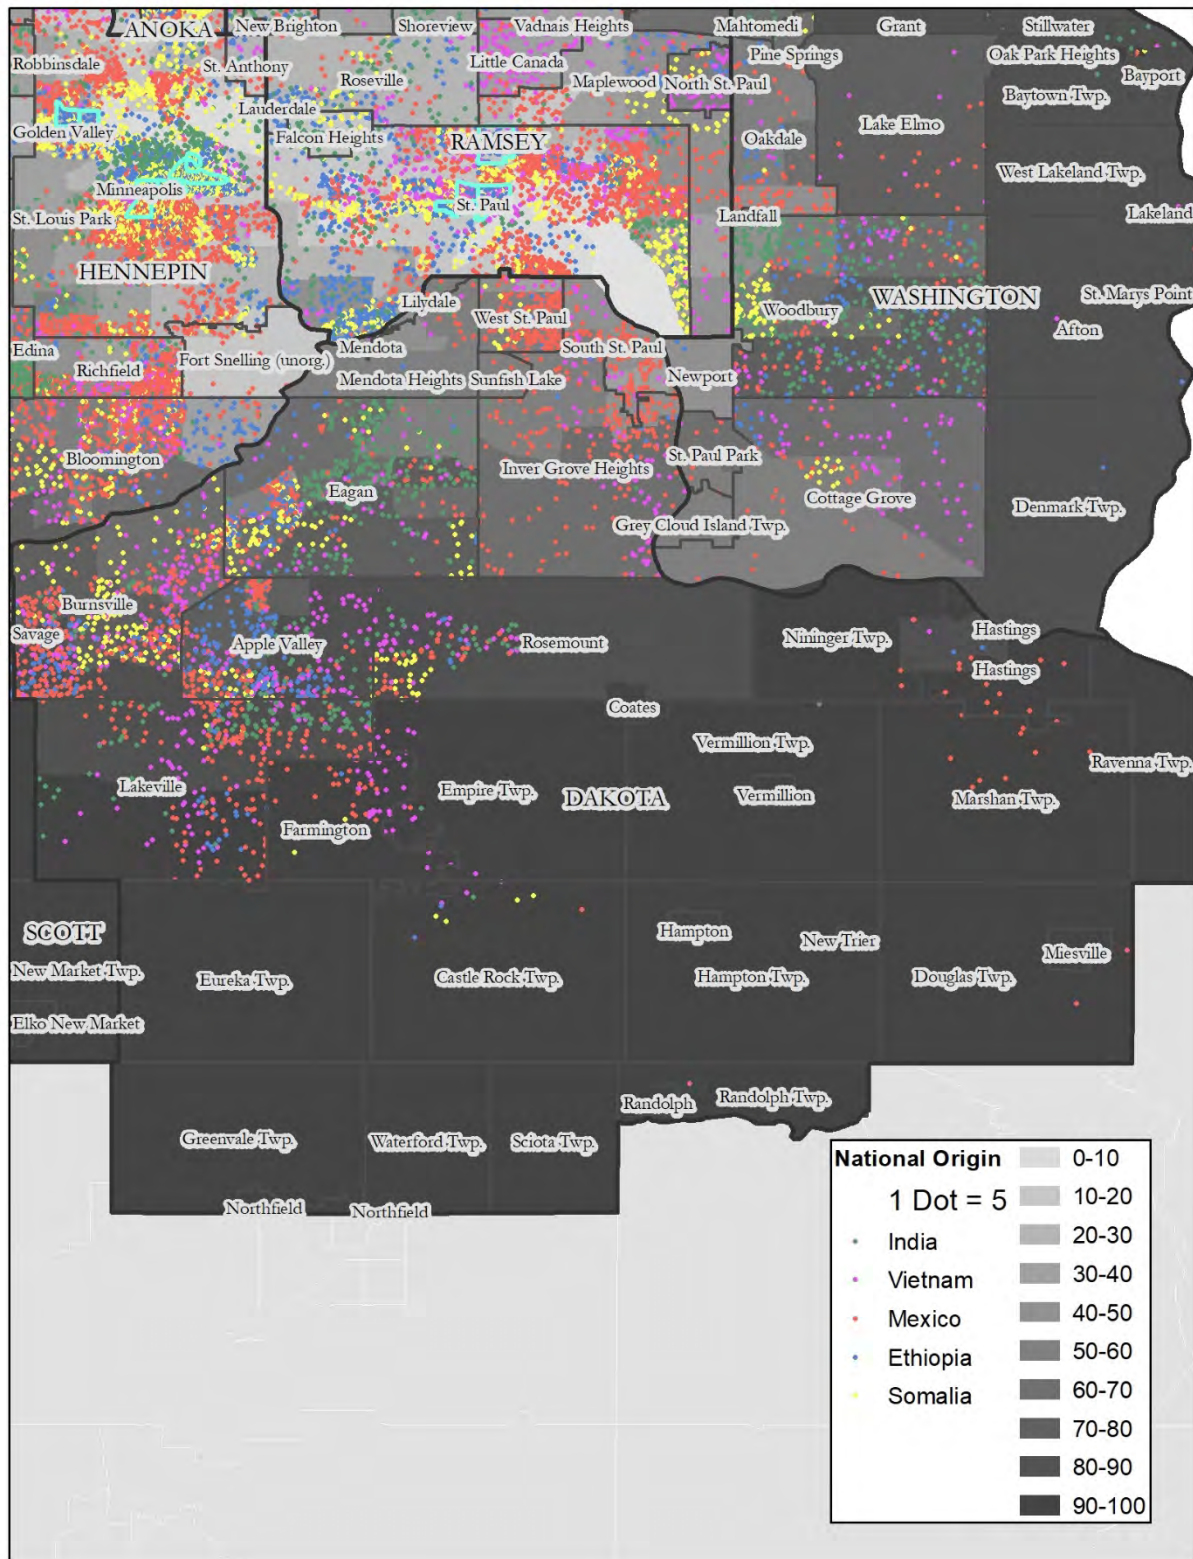 ANOKA
New Brighton
Shoreview
Vadnais Heights
Mahtomedi
Grant
Stillwater
Robbinsdale
St. Anthony
Roseville
Little Canada
Maplewood
North St. Paul
Pine Springs
Oak Park Heights
Bayport
Baytown Twp.
Lauderdale
Golden Valley
Falcon Heights
RAMSEY
Oakdale
Lake Elmo
West Lakeland Twp.
Minneapolis
St. Paul
St. Louis Park
Landfall
Lakeland
HENNEPIN
Lilydale
West St. Paul
Woodbury
WASHINGTON
St. Marys Point
Afton
Edina
Richfield
Fort Snelling (unorg.)
Mendota
South St. Paul
Mendota Heights
Sunfish Lake
Newport
Bloomington
Eagan
Inver Grove Heights
St. Paul Park
Cottage Grove
Grey Cloud Island Twp.
Denmark Twp.
Burnsville
Savage
Apple Valley
Rosemount
Nininger Twp.
Hastings
Hastings
Coates
Vermillion Twp.
Ravenna Twp.
Lakeville
Empire Twp.
DAKOTA
Vermillion
Marshan Twp.
Farmington
SCOTT
Hampton
New Trier
Miesville
New Market Twp.
Eureka Twp.
Castle Rock Twp.
Hampton Twp.
Douglas Twp.
Elko New Market
Randolph
Randolph Twp.
Greenvale Twp.
Waterford Twp.
Sciota Twp.
Northfield
Northfield
National Origin
1 Dot = 5
India
Vietnam
Mexico
Ethiopia
Somalia
0-10
10-20
20-30
30-40
40-50
50-60
60-70
70-80
80-90
90-100